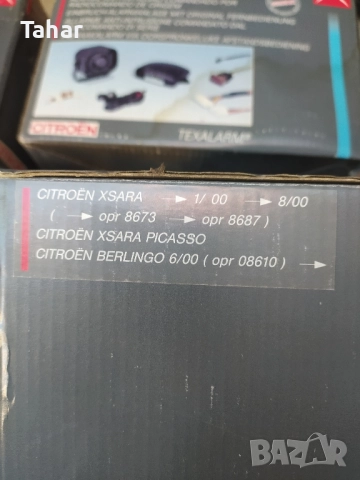 Tahar
CITROËN
TEXALARM
CITROËN XSARA → 1/ 00 → 8/00
( → opr 8673 → opr 8687 )
CITROËN XSARA PICASSO
CITROËN BERLINGO 6/00 ( opr 08610 ) →
BAZAR